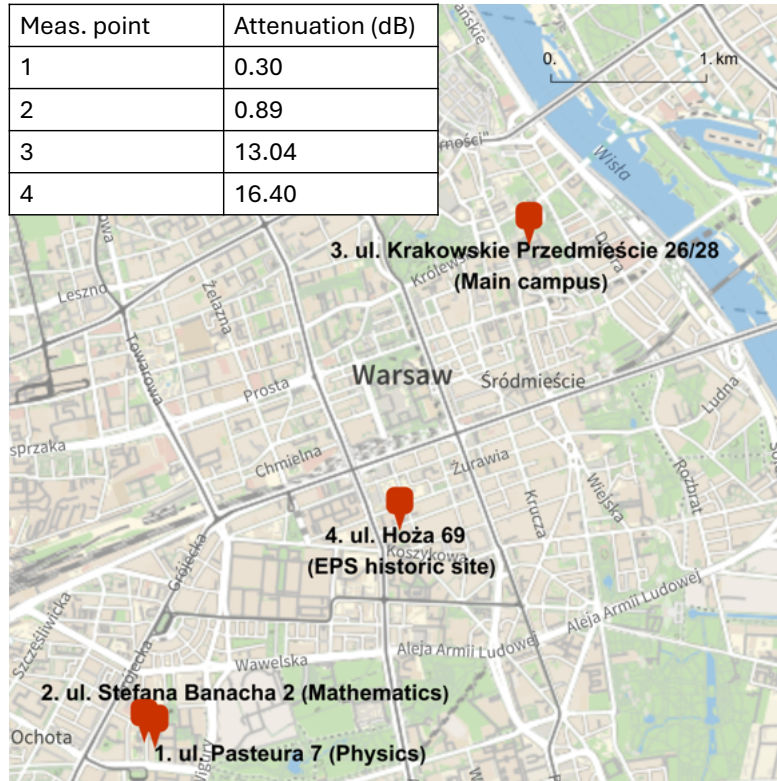 Meas. point Attenuation (dB)
1 0.30
2 0.89
3 13.04
4 16.40
0. 1. km
Wisła
3. ul. Krakowskie Przedmieście 26/28
(Main campus)
Królewska
Leszno
Żelazna
Towarowa
Warsaw
Śródmieście
Prosta
Ludna
Chmielna
Żurawia
Krucza
Wiejska
Rozbrat
4. ul. Hoża 69
Koszykowa
(EPS historic site)
Grójecka
Szczęśliwicka
Aleja Armii Ludowej
Wawelska
Aleja Armii Ludowej
2. ul. Stefana Banacha 2 (Mathematics)
Ochota
1. ul. Pasteura 7 (Physics)